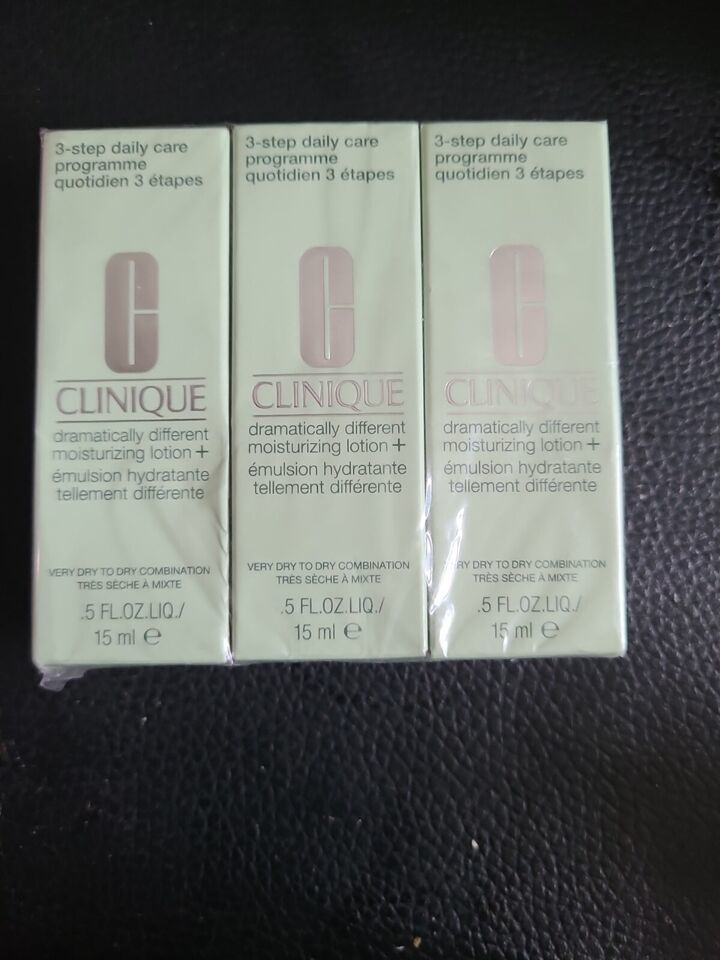 3-step daily care
programme
quotidien 3 étapes
CLINIQUE
dramatically different
moisturizing lotion +
émulsion hydratante
tellement différente
VERY DRY TO DRY COMBINATION
TRÈS SÈCHE À MIXTE
.5 FL.OZ.LIQ./
15 ml ℮
3-step daily care
programme
quotidien 3 étapes
CLINIQUE
dramatically different
moisturizing lotion +
émulsion hydratante
tellement différente
VERY DRY TO DRY COMBINATION
TRÈS SÈCHE À MIXTE
.5 FL.OZ.LIQ./
15 ml ℮
3-step daily care
programme
quotidien 3 étapes
CLINIQUE
dramatically different
moisturizing lotion +
émulsion hydratante
tellement différente
DRY TO DRY COMBINATION
TRÈS SÈCHE À MIXTE
.5 FL.OZ.LIQ./
15 ml ℮